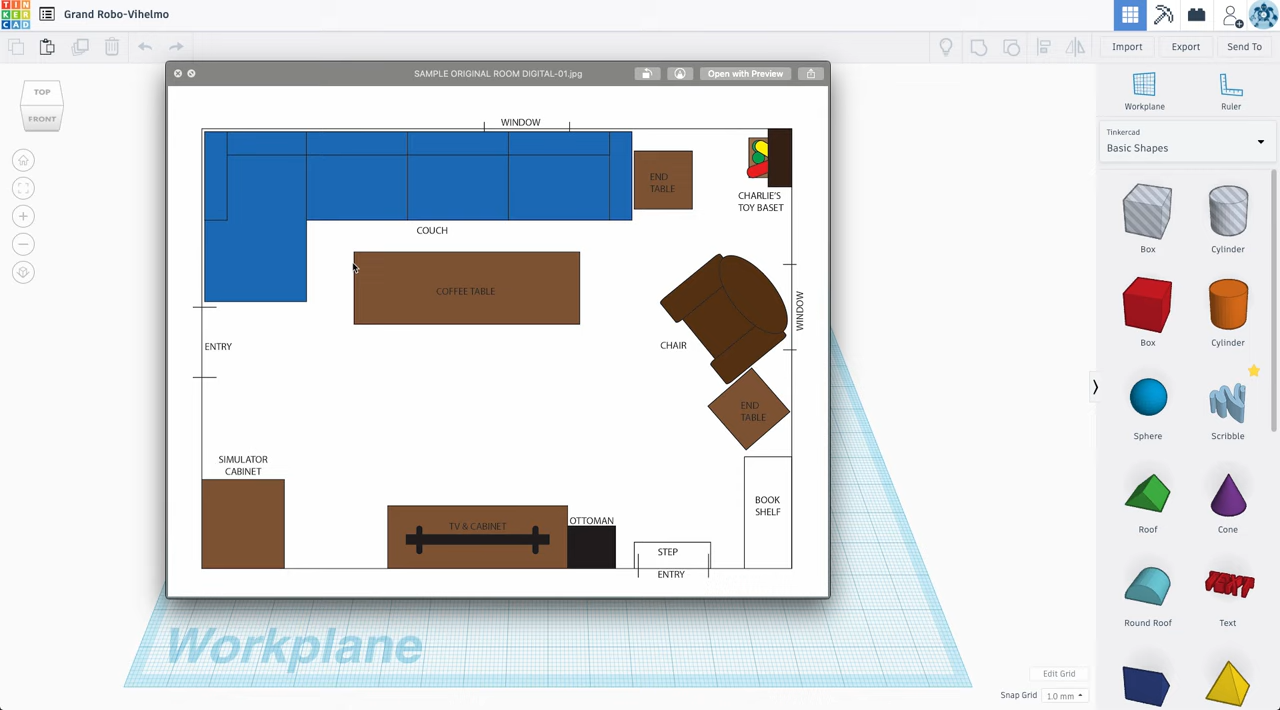 TIN
KER
CAD
Grand Robo-Vihelmo
Import
Export
Send To
SAMPLE ORIGINAL ROOM DIGITAL-01.jpg
Open with Preview
TOP
FRONT
Workplane
Ruler
Tinkercad
Basic Shapes
WINDOW
END
TABLE
CHARLIE'S
TOY BASET
COUCH
COFFEE TABLE
WINDOW
CHAIR
ENTRY
END
TABLE
SIMULATOR
CABINET
TV & CABINET
OTTOMAN
BOOK
SHELF
STEP
ENTRY
Box
Cylinder
Box
Cylinder
Sphere
Scribble
Roof
Cone
Round Roof
Text
TEXT
Workplane
Edit Grid
Snap Grid
1.0 mm